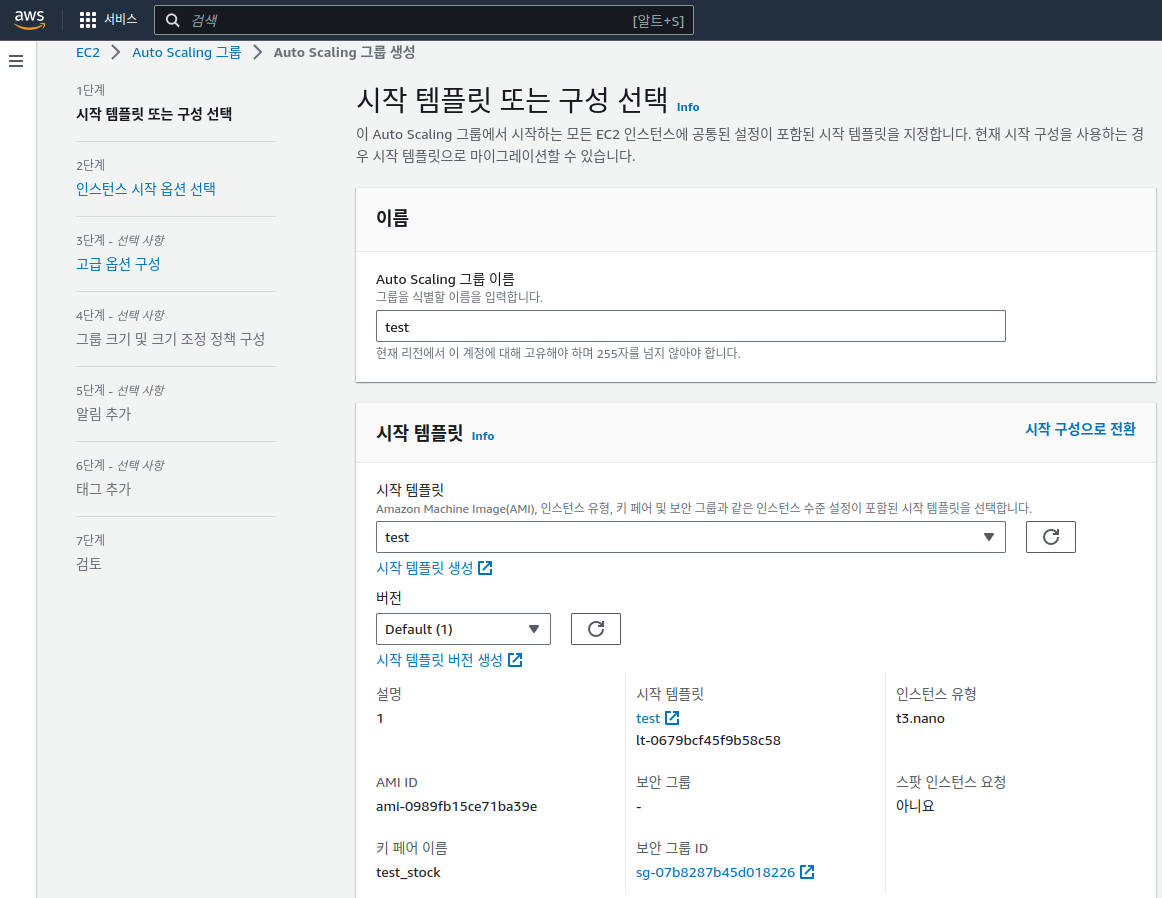 aws 서비스 검색 [알트+S]
EC2 > Auto Scaling 그룹 > Auto Scaling 그룹 생성
1단계
시작 템플릿 또는 구성 선택
2단계
인스턴스 시작 옵션 선택
3단계 - 선택 사항
고급 옵션 구성
4단계 - 선택 사항
그룹 크기 및 크기 조정 정책 구성
5단계 - 선택 사항
알림 추가
6단계 - 선택 사항
태그 추가
7단계
검토
시작 템플릿 또는 구성 선택 Info
이 Auto Scaling 그룹에서 시작하는 모든 EC2 인스턴스에 공통된 설정이 포함된 시작 템플릿을 지정합니다. 현재 시작 구성을 사용하는 경
우 시작 템플릿으로 마이그레이션할 수 있습니다.
이름
Auto Scaling 그룹 이름
그룹을 식별할 이름을 입력합니다.
test
현재 리전에서 이 계정에 대해 고유해야 하며 255자를 넘지 않아야 합니다.
시작 템플릿 Info 시작 구성으로 전환
시작 템플릿
Amazon Machine Image(AMI), 인스턴스 유형, 키 페어 및 보안 그룹과 같은 인스턴스 수준 설정이 포함된 시작 템플릿을 선택합니다.
test
시작 템플릿 생성
버전
Default (1)
시작 템플릿 버전 생성
설명
1
시작 템플릿
test
lt-0679bcf45f9b58c58
인스턴스 유형
t3.nano
AMI ID
ami-0989fb15ce71ba39e
보안 그룹
-
스팟 인스턴스 요청
아니요
키 페어 이름
test_stock
보안 그룹 ID
sg-07b8287b45d018226